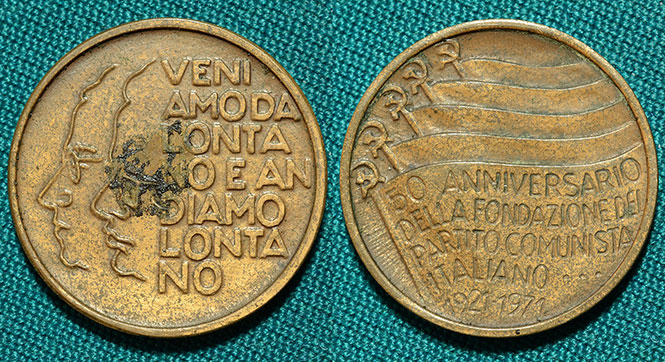 VENI
AMO DA
LONTA
NO E AN
DIAMO
LONTA
NO
50 ANNIVERSARIO
DELLA FONDAZIONE DEL
PARTITO COMUNISTA
ITALIANO...
1921 1971